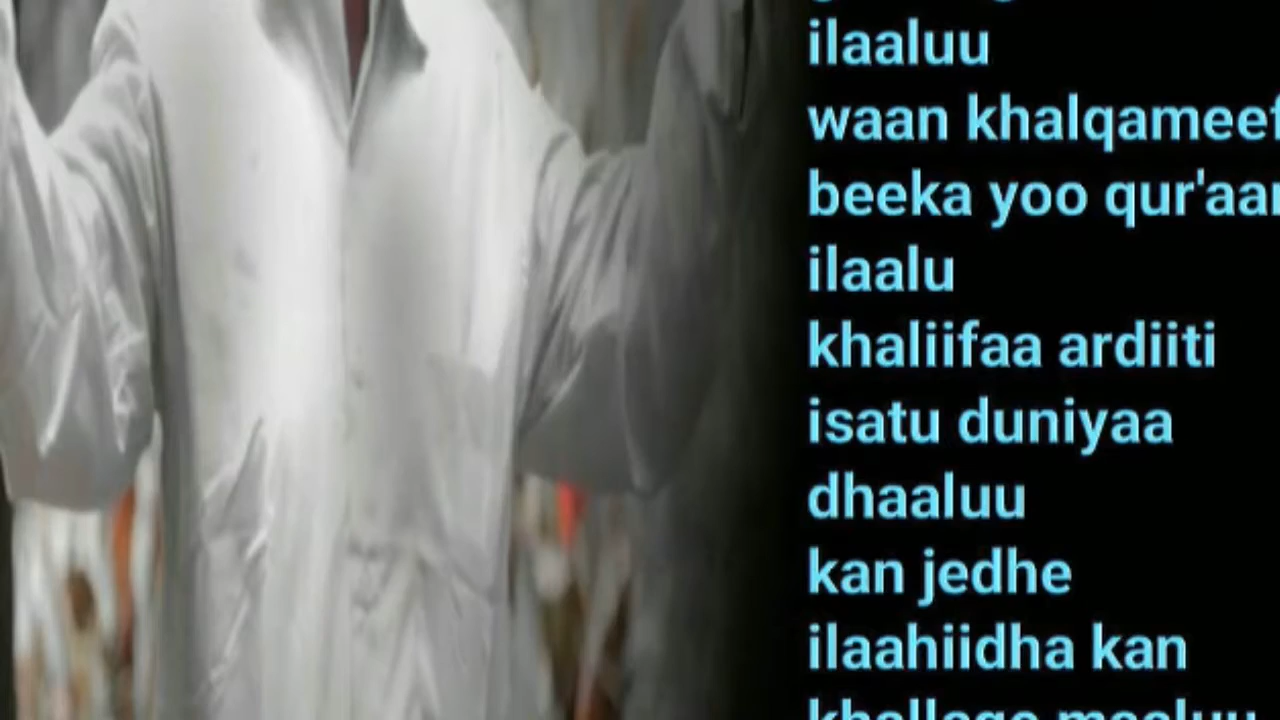 ilaaluu
waan khalqameef
beeka yoo qur'aan
ilaalu
khaliifaa ardiiti
isatu duniyaa
dhaaluu
kan jedhe
ilaahiidha kan